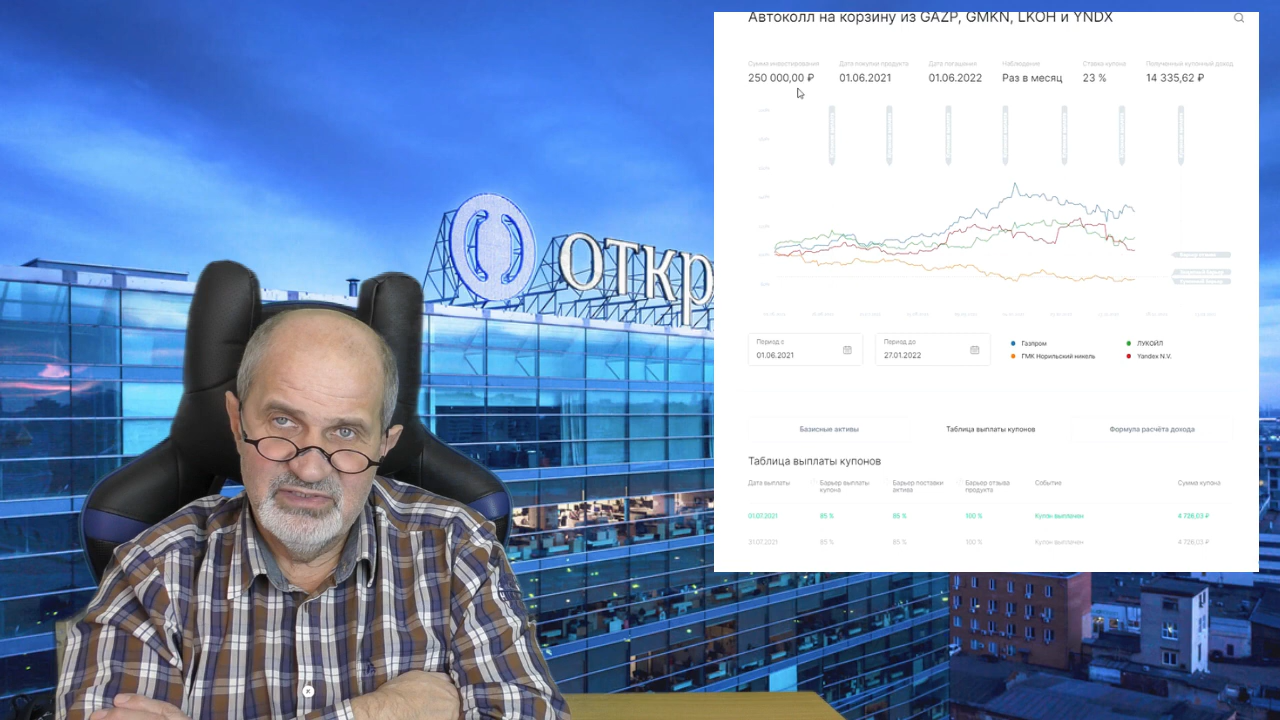 Автоколл на корзину из GAZP, GMKN, LKOH и YNDX
Сумма инвестирования
Дата покупки продукта
Дата погашения
Наблюдение
Ставка купона
Полученный купонный доход
250 000,00 ₽
01.06.2021
01.06.2022
Раз в месяц
23 %
14 335,62 ₽
ОТКР
Период с
01.06.2021
Период до
27.01.2022
Газпром
ЛУКОЙЛ
ГМК Норильский никель
Yandex N.V.
Базисные активы
Таблица выплаты купонов
Формула расчёта дохода
Таблица выплаты купонов
Дата выплаты
Барьер выплаты
купона
Барьер поставки
актива
Барьер отзыва
продукта
Событие
Сумма купона
01.07.2021
85 %
85 %
100 %
Купон выплачен
4 726,03 ₽
31.07.2021
85 %
85 %
100 %
Купон выплачен
4 726,03 ₽